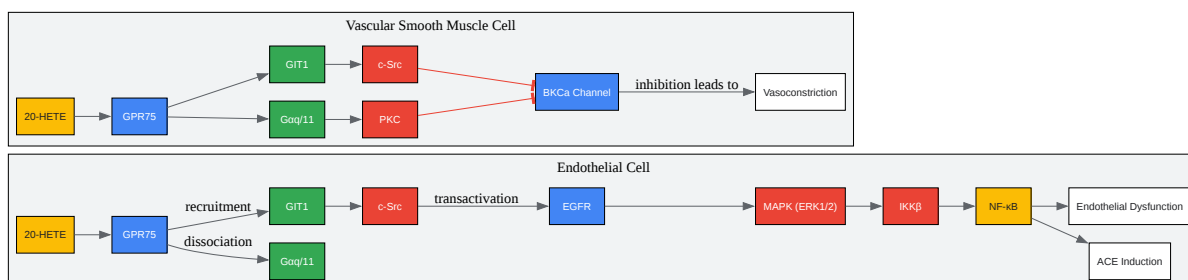 Vascular Smooth Muscle Cell
20-HETE
GPR75
GIT1
c-Src
Gαq/11
PKC
BKCa Channel
inhibition leads to
Vasoconstriction
Endothelial Cell
20-HETE
GPR75
recruitment
dissociation
GIT1
c-Src
Gαq/11
transactivation
EGFR
MAPK (ERK1/2)
IKKβ
NF-κB
Endothelial Dysfunction
ACE Induction